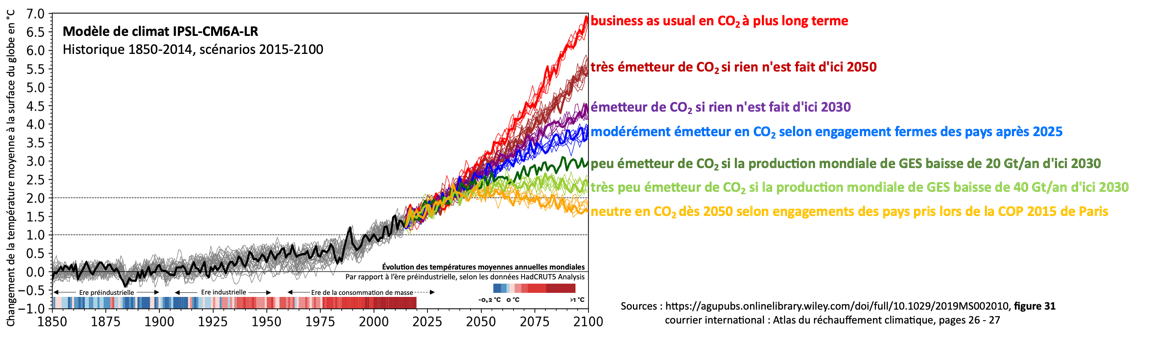 Changement de la température moyenne à la surface du globe en °C
7.0
6.5
6.0
5.5
5.0
4.5
4.0
3.5
3.0
2.5
2.0
1.5
1.0
0.5
0.0
−0.5
−1.0
Modèle de climat IPSL-CM6A-LR
Historique 1850-2014, scénarios 2015-2100
business as usual en CO₂ à plus long terme
très émetteur de CO₂ si rien n'est fait d'ici 2050
émetteur de CO₂ si rien n'est fait d'ici 2030
modérément émetteur en CO₂ selon engagement fermes des pays après 2025
peu émetteur de CO₂ si la production mondiale de GES baisse de 20 Gt/an d'ici 2030
très peu émetteur de CO₂ si la production mondiale de GES baisse de 40 Gt/an d'ici 2030
neutre en CO₂ dès 2050 selon engagements des pays pris lors de la COP 2015 de Paris
Évolution des températures moyennes annuelles mondiales
Par rapport à l'ère préindustrielle, selon les données HadCRUT5 Analysis
Ere préindustrielle
Ere industrielle
Ere de la consommation de masse
0 °C
>1 °C
1850 1875 1900 1925 1950 1975 2000 2025 2050 2075 2100
Sources : https://agupubs.onlinelibrary.wiley.com/doi/full/10.1029/2019MS002010, figure 31
courrier international : Atlas du réchauffement climatique, pages 26 - 27